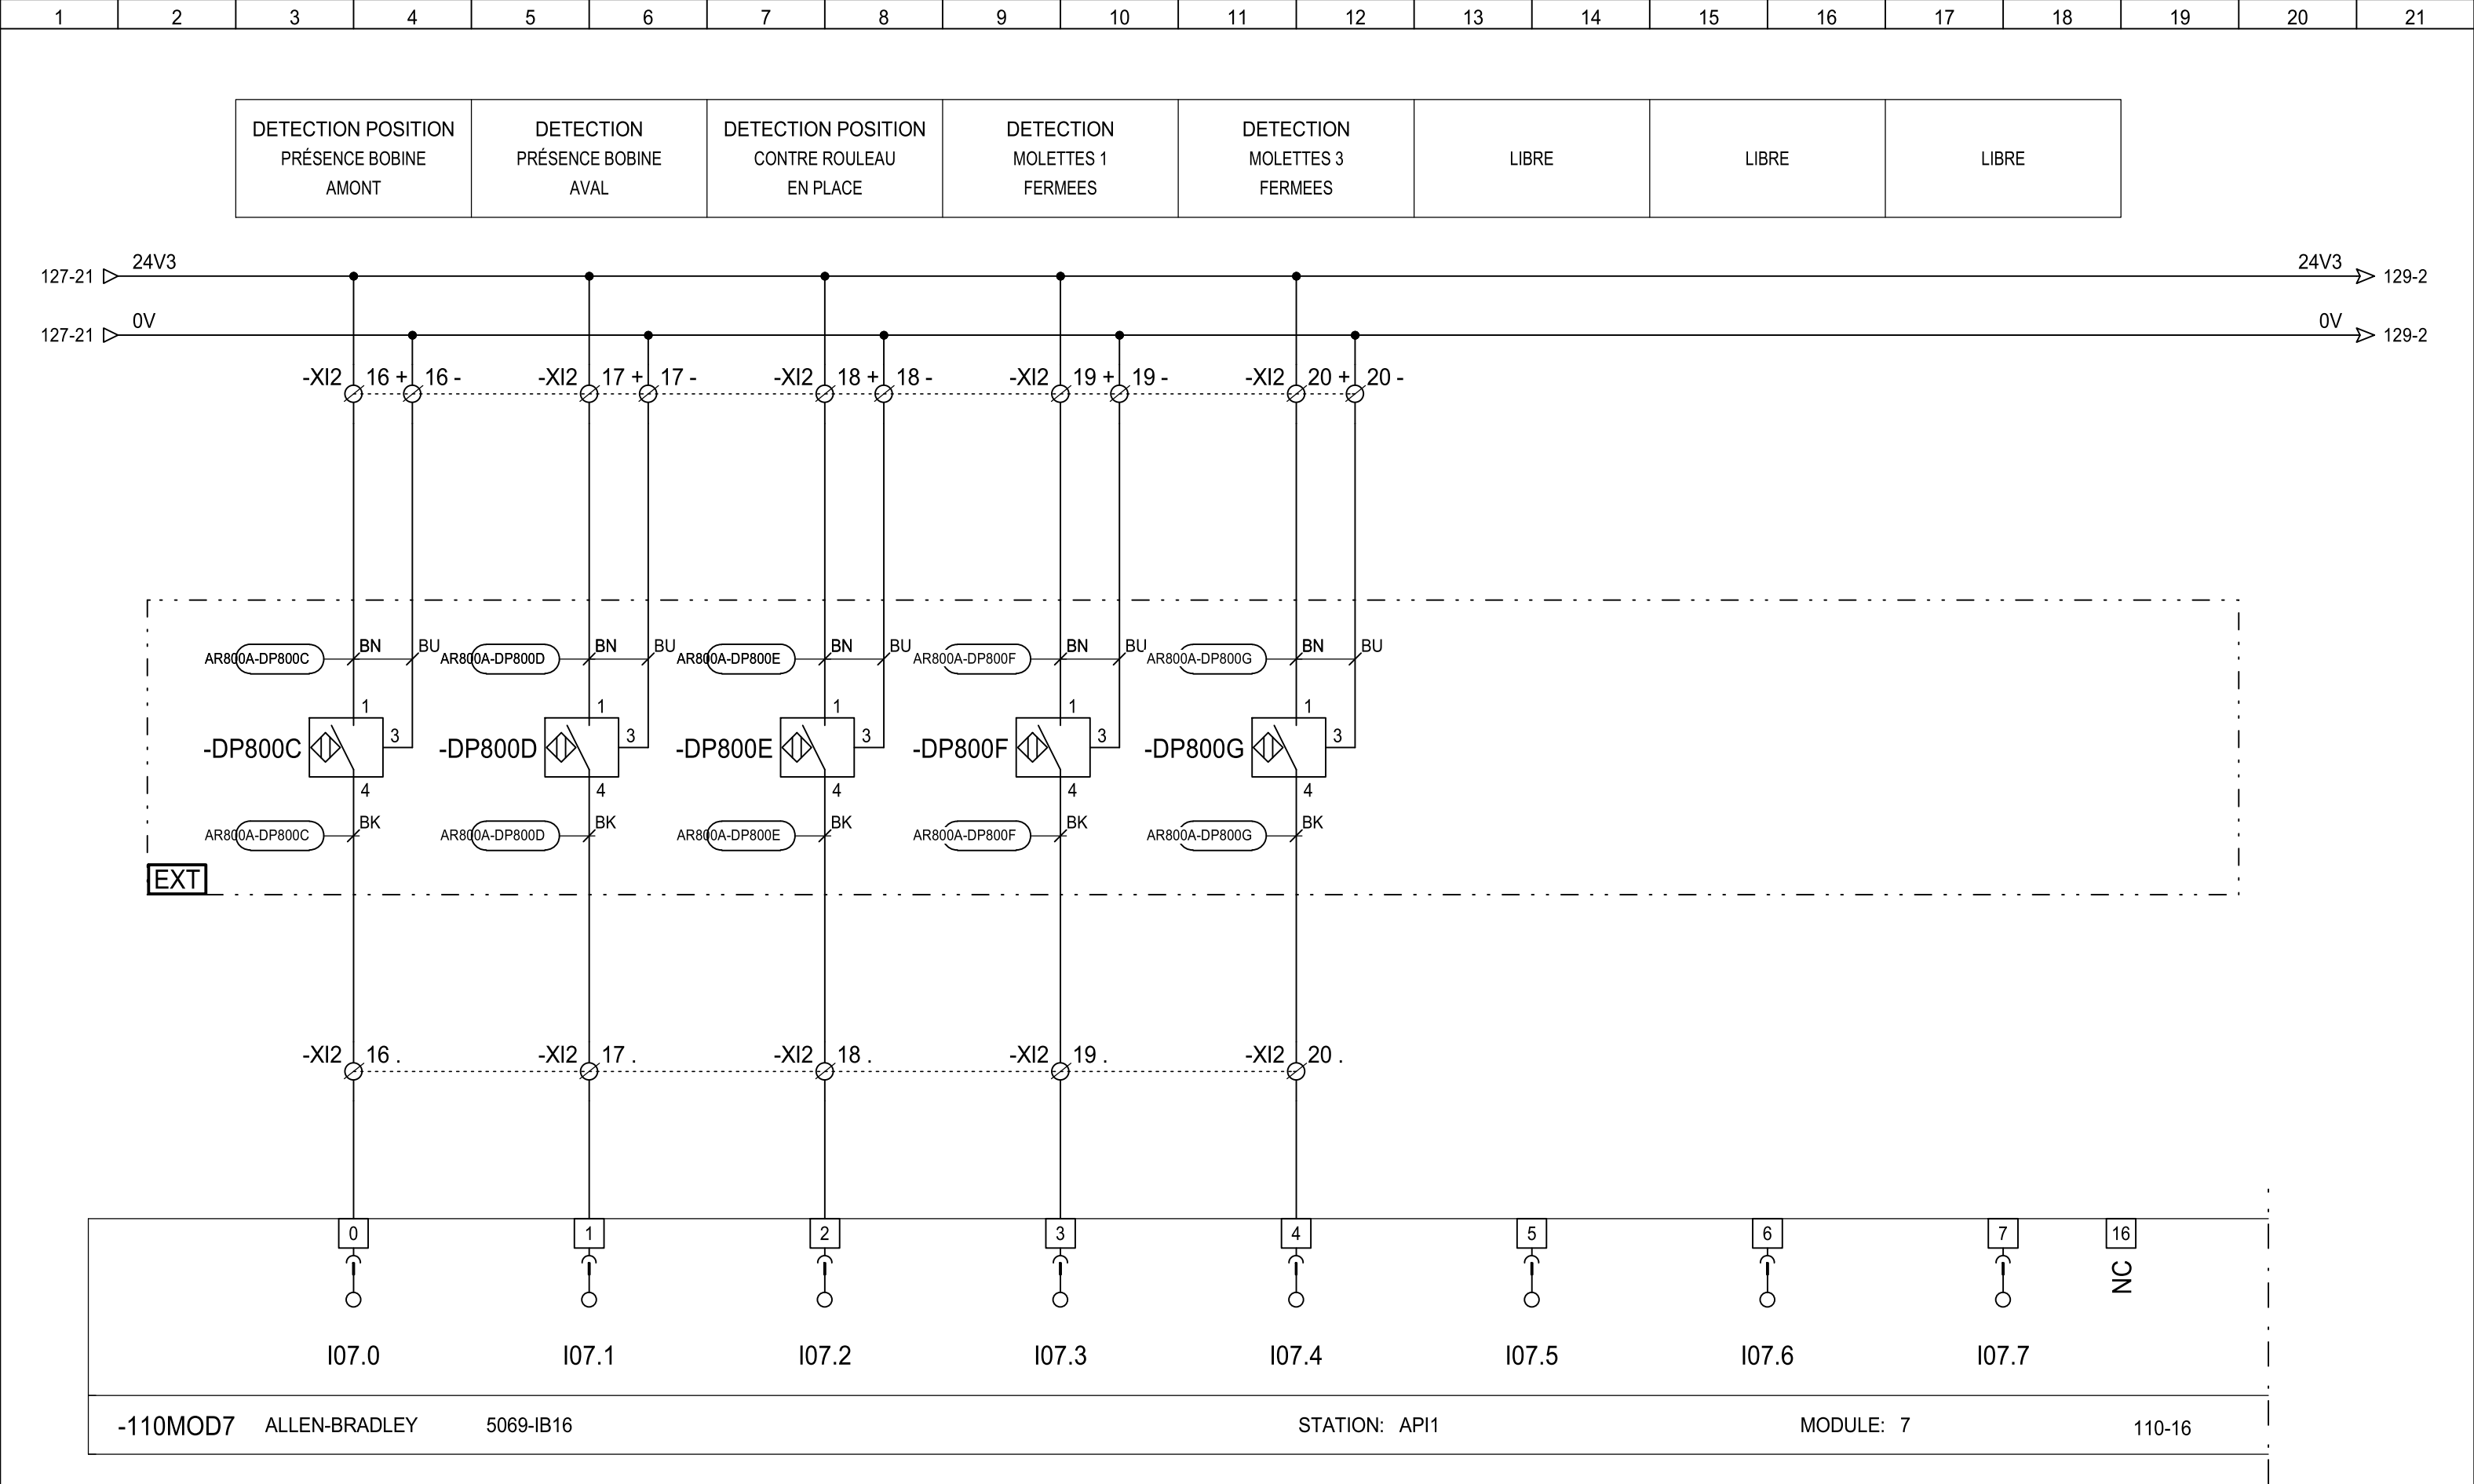 1 2 3 4 5 6 7 8 9 10 11 12 13 14 15 16 17 18 19 20 21
DETECTION POSITION
PRÉSENCE BOBINE
AMONT
DETECTION
PRÉSENCE BOBINE
AVAL
DETECTION POSITION
CONTRE ROULEAU
EN PLACE
DETECTION
MOLETTES 1
FERMEES
DETECTION
MOLETTES 3
FERMEES
LIBRE
LIBRE
LIBRE
24V3 24V3
127-21 129-2
0V 0V
127-21 129-2
-XI2 16 + 16 - -XI2 17 + 17 - -XI2 18 + 18 - -XI2 19 + 19 - -XI2 20 + 20 -
BN BU BN BU BN BU BN BU BN BU
AR800A-DP800C AR800A-DP800D AR800A-DP800E AR800A-DP800F AR800A-DP800G
1 1 1 1 1
3 3 3 3 3
-DP800C -DP800D -DP800E -DP800F -DP800G
4 4 4 4 4
BK BK BK BK BK
AR800A-DP800C AR800A-DP800D AR800A-DP800E AR800A-DP800F AR800A-DP800G
EXT
-XI2 16 . -XI2 17 . -XI2 18 . -XI2 19 . -XI2 20 .
0 1 2 3 4 5 6 7 16
NC
I07.0 I07.1 I07.2 I07.3 I07.4 I07.5 I07.6 I07.7
-110MOD7 ALLEN-BRADLEY 5069-IB16 STATION: API1 MODULE: 7 110-16